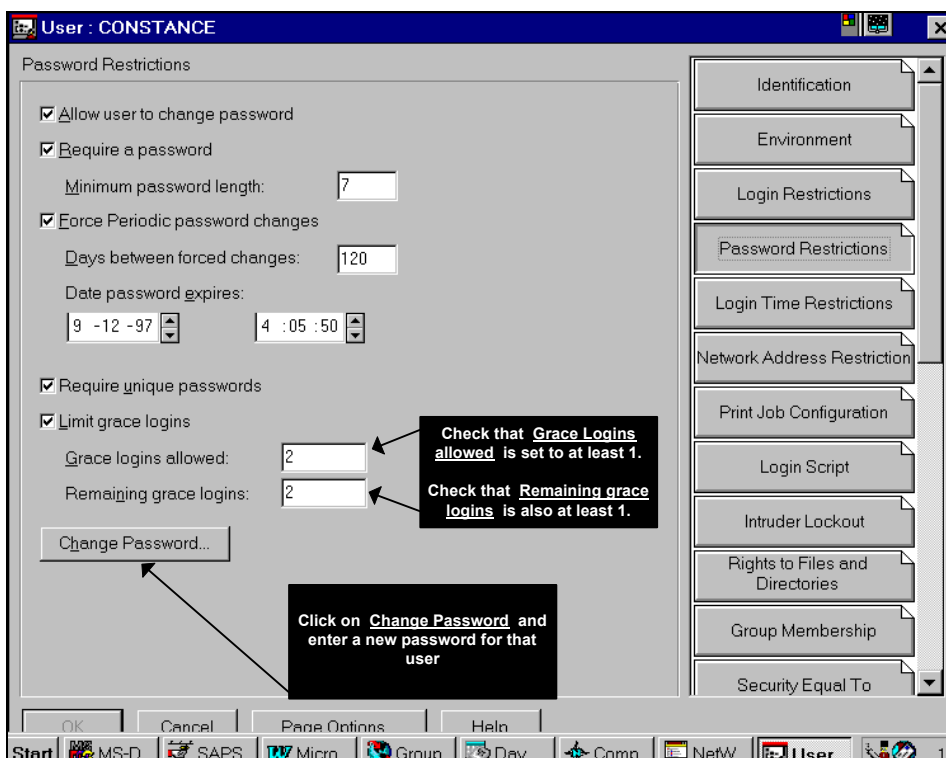 User : CONSTANCE
Password Restrictions
Allow user to change password
Require a password
Minimum password length: 7
Force Periodic password changes
Days between forced changes: 120
Date password expires:
9 -12 -97 4 :05 :50
Require unique passwords
Limit grace logins
Grace logins allowed: 2
Remaining grace logins: 2
Change Password...
Check that Grace Logins
allowed is set to at least 1.
Check that Remaining grace
logins is also at least 1.
Click on Change Password and
enter a new password for that
user
Identification
Environment
Login Restrictions
Password Restrictions
Login Time Restrictions
Network Address Restriction
Print Job Configuration
Login Script
Intruder Lockout
Rights to Files and
Directories
Group Membership
Security Equal To
OK Cancel Page Options Help
Start MS-D SAPS Micro Group Day Comp NetW User 1